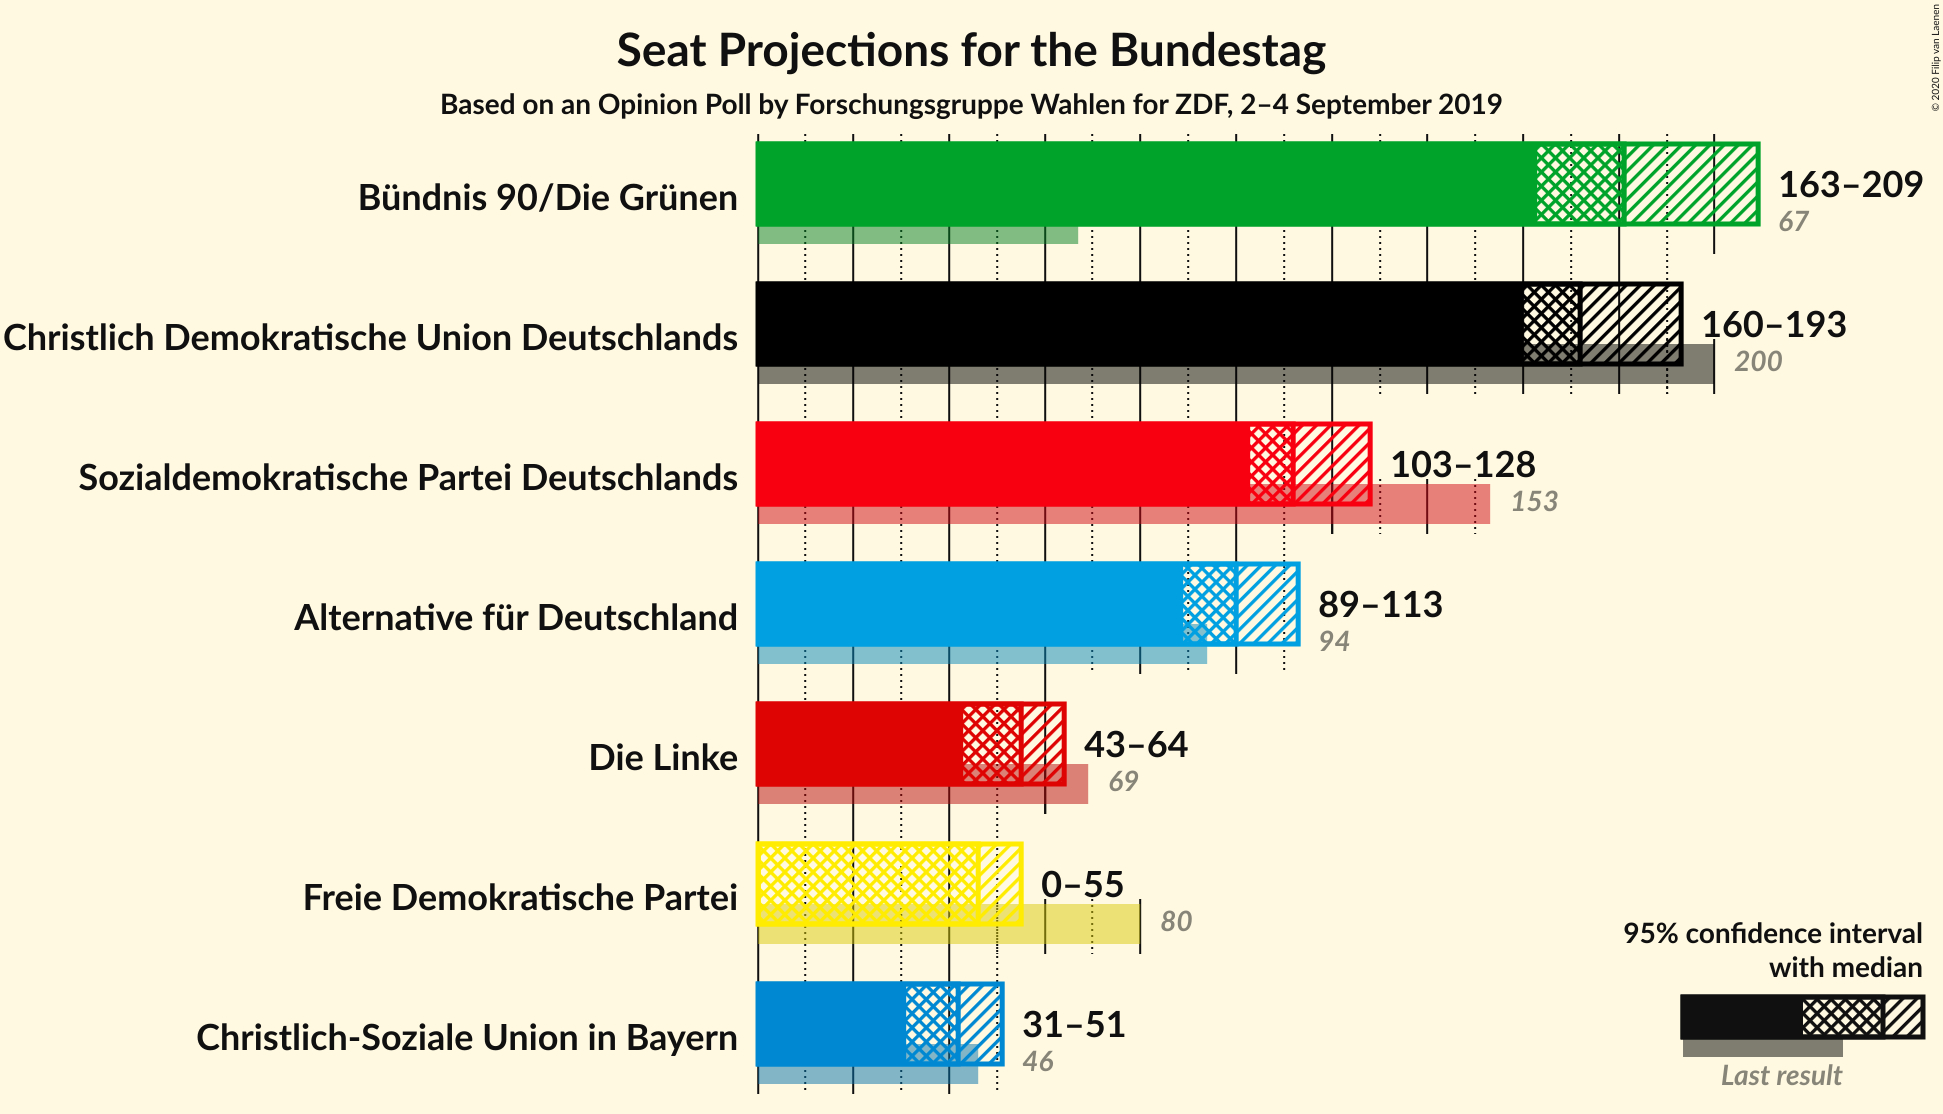 Seat Projections for the Bundestag
Based on an Opinion Poll by Forschungsgruppe Wahlen for ZDF, 2–4 September 2019
© 2020 Filip van Laenen
Bündnis 90/Die Grünen
163–209
67
Christlich Demokratische Union Deutschlands
160–193
200
Sozialdemokratische Partei Deutschlands
103–128
153
Alternative für Deutschland
89–113
94
Die Linke
43–64
69
Freie Demokratische Partei
0–55
80
Christlich-Soziale Union in Bayern
31–51
46
95% confidence interval
with median
Last result